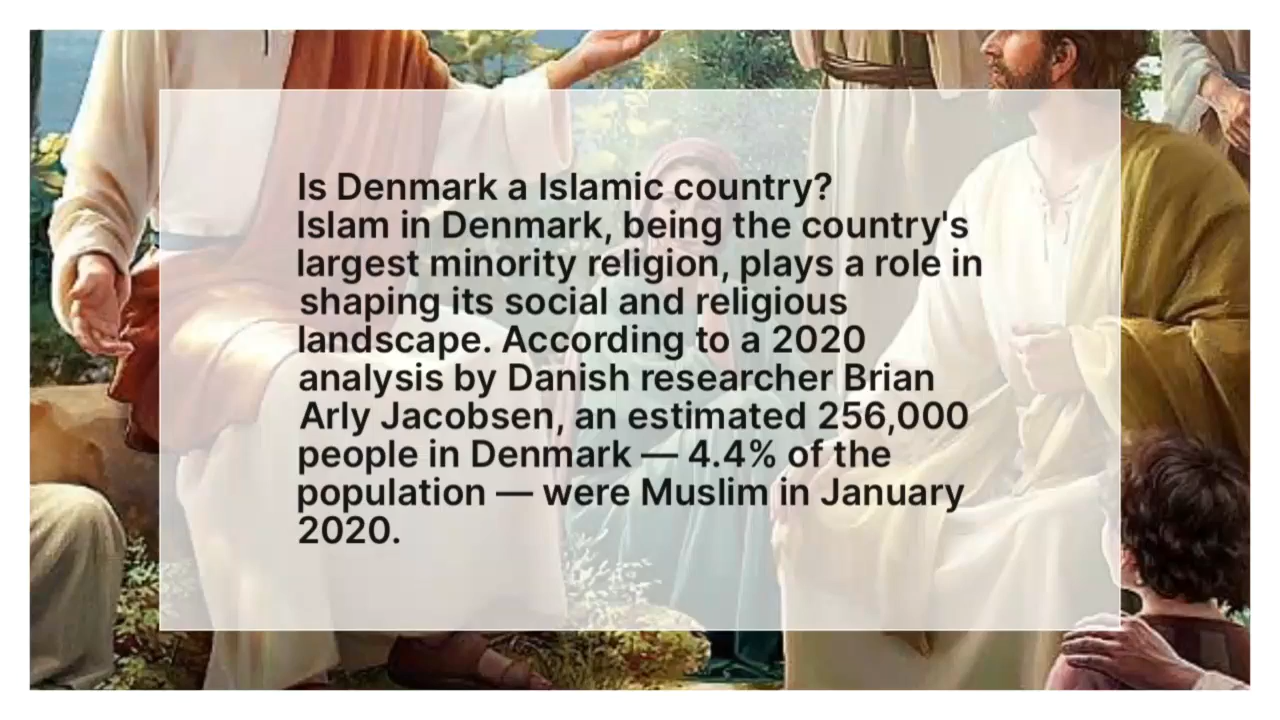 Is Denmark a Islamic country?
Islam in Denmark, being the country's
largest minority religion, plays a role in
shaping its social and religious
landscape. According to a 2020
analysis by Danish researcher Brian
Arly Jacobsen, an estimated 256,000
people in Denmark — 4.4% of the
population — were Muslim in January
2020.